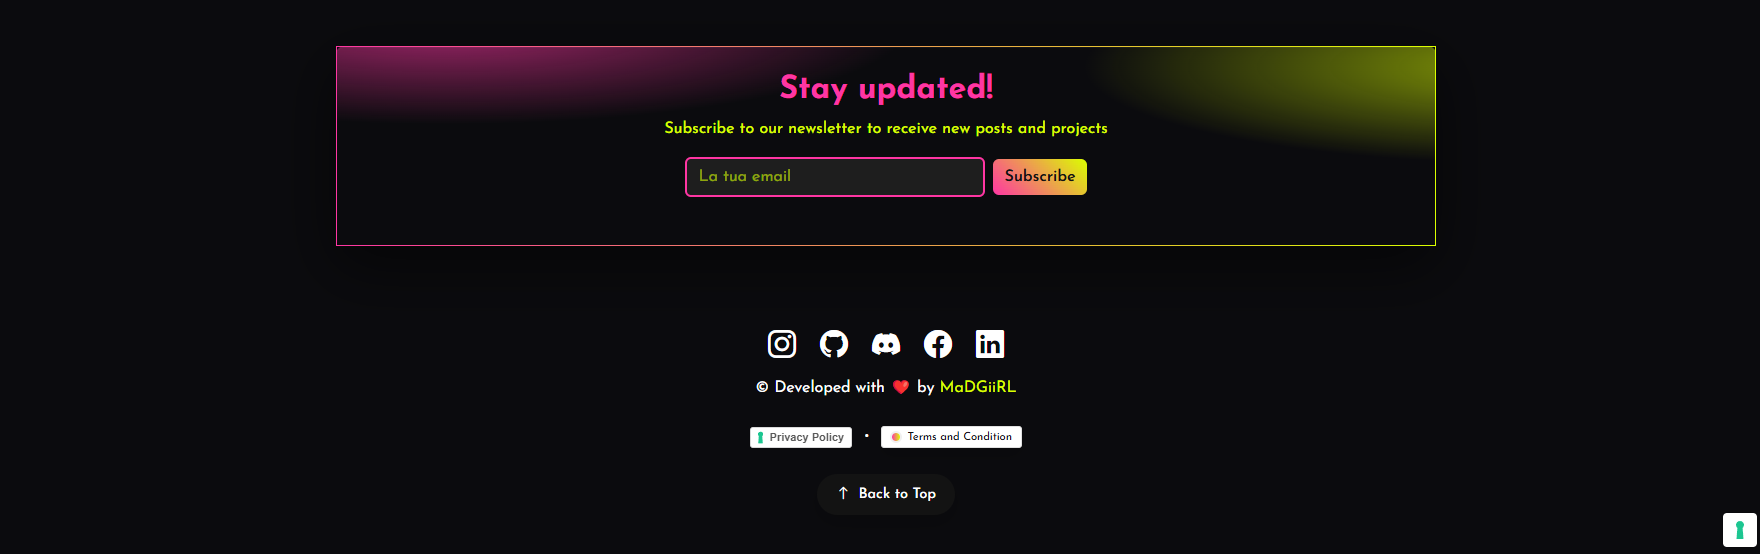 Stay updated!
Subscribe to our newsletter to receive new posts and projects
La tua email
Subscribe
© Developed with ❤️ by MaDGiiRL
Privacy Policy • Terms and Condition
↑ Back to Top